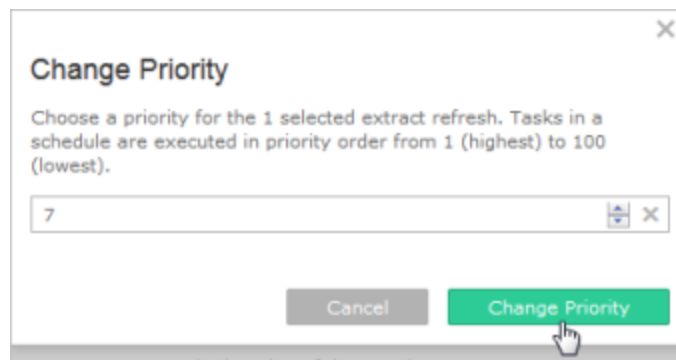 Change Priority
Choose a priority for the 1 selected extract refresh. Tasks in a
schedule are executed in priority order from 1 (highest) to 100
(lowest).
7
Cancel
Change Priority